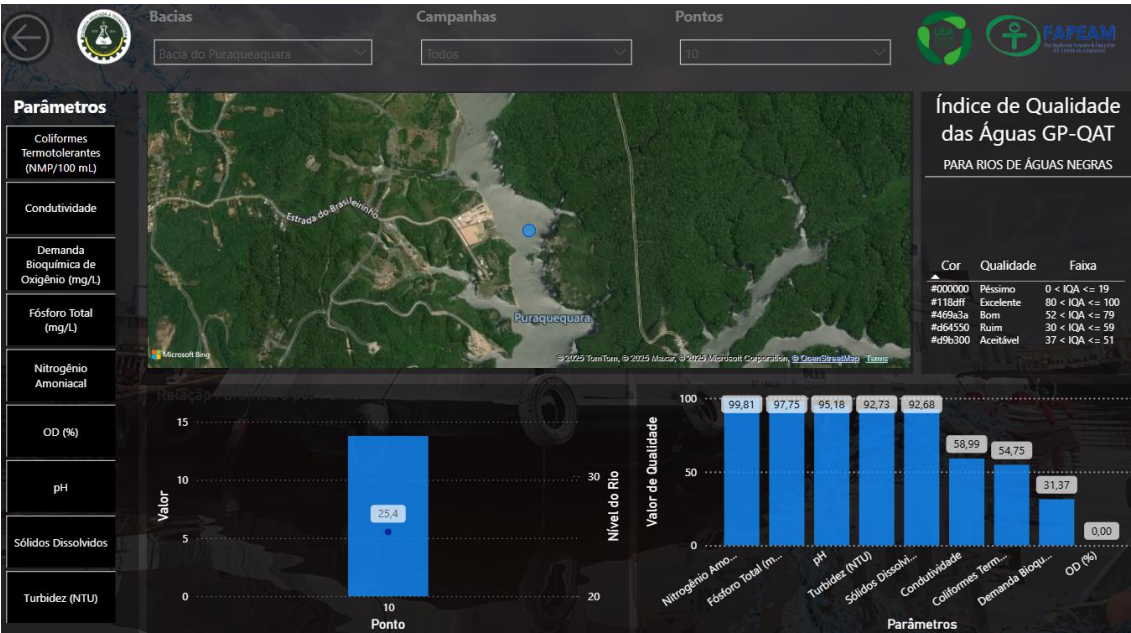 Bacias
Campanhas
Pontos
Bacia do Puraqueaquara
Todos
10
UEA
FAPEAM
Parâmetros
Coliformes
Termotolerantes
(NMP/100 mL)
Condutividade
Demanda
Bioquímica de
Oxigênio (mg/L)
Fósforo Total
(mg/L)
Nitrogênio
Amoniacal
OD (%)
pH
Sólidos Dissolvidos
Turbidez (NTU)
Estrada do Brasileirinho
Puraquequara
Microsoft Bing
© 2025 TomTom, © 2025 Maxar, © 2025 Microsoft Corporation, © OpenStreetMap Terms
Índice de Qualidade
das Águas GP-QAT
PARA RIOS DE ÁGUAS NEGRAS
Cor Qualidade Faixa
#000000 Péssimo 0 < IQA <= 19
#118dff Excelente 80 < IQA <= 100
#469a3a Bom 52 < IQA <= 79
#d64550 Ruim 30 < IQA <= 59
#d9b300 Aceitável 37 < IQA <= 51
Relação Parâmetro por
Valor
15
10
5
0
25,4
30
20
Nível do Rio
10
Ponto
Valor de Qualidade
100
50
0
99,81
97,75
95,18
92,73
92,68
58,99
54,75
31,37
0,00
Nitrogênio Amo...
Fósforo Total (m...
pH
Turbidez (NTU)
Sólidos Dissolvi...
Condutividade
Coliformes Term...
Demanda Bioqu...
OD (%)
Parâmetros